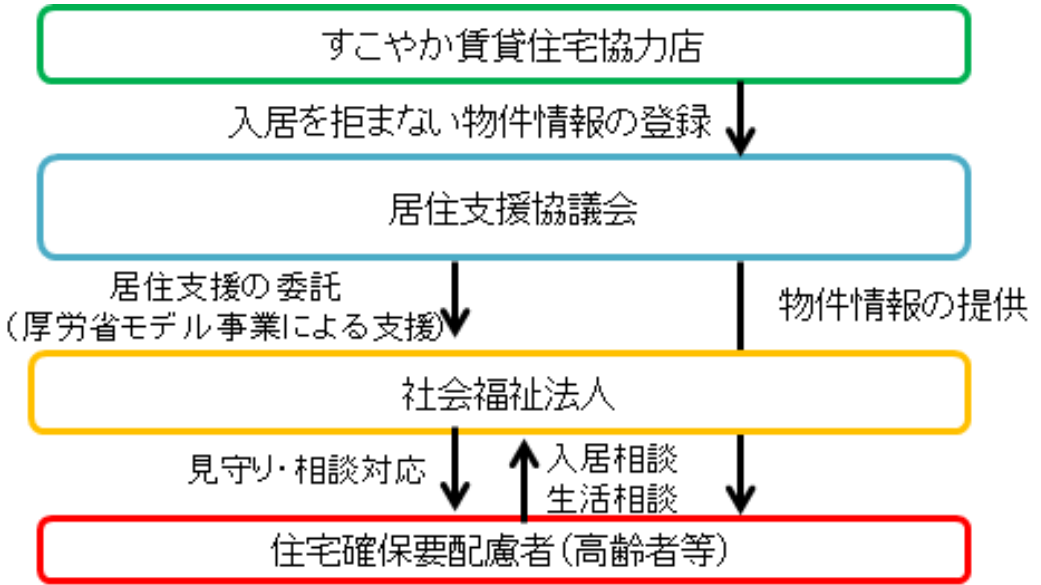 すこやか賃貸住宅協力店
入居を拒まない物件情報の登録
居住支援協議会
居住支援の委託
（厚労省モデル事業による支援）
物件情報の提供
社会福祉法人
見守り・相談対応
入居相談
生活相談
住宅確保要配慮者（高齢者等）